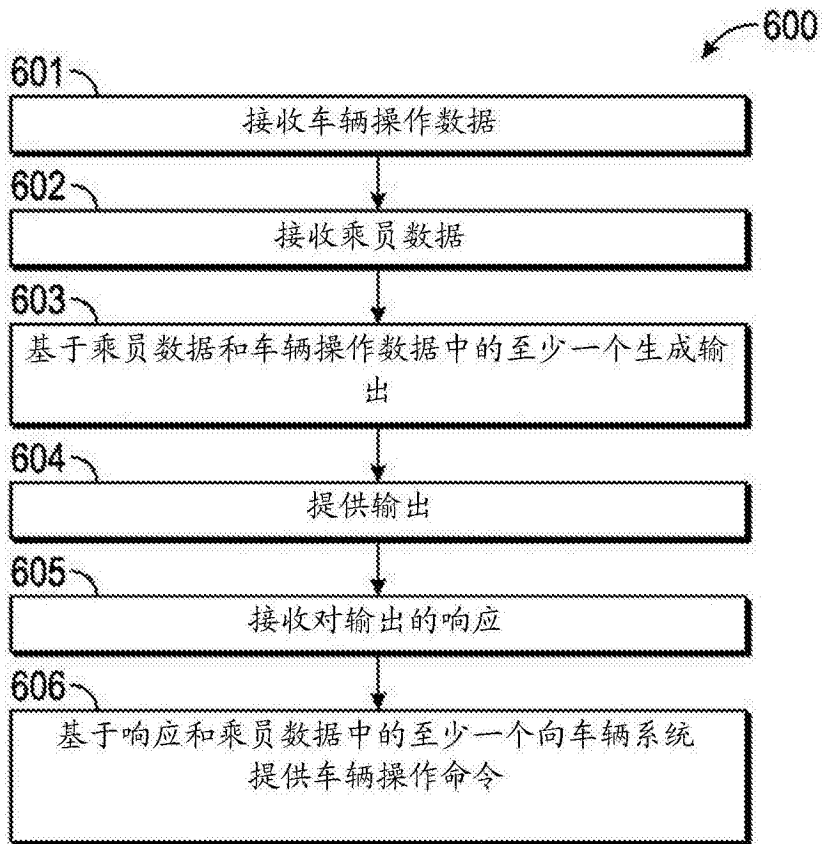 600
601
接收车辆操作数据
602
接收乘员数据
603
基于乘员数据和车辆操作数据中的至少一个生成输
出
604
提供输出
605
接收对输出的响应
606
基于响应和乘员数据中的至少一个向车辆系统
提供车辆操作命令